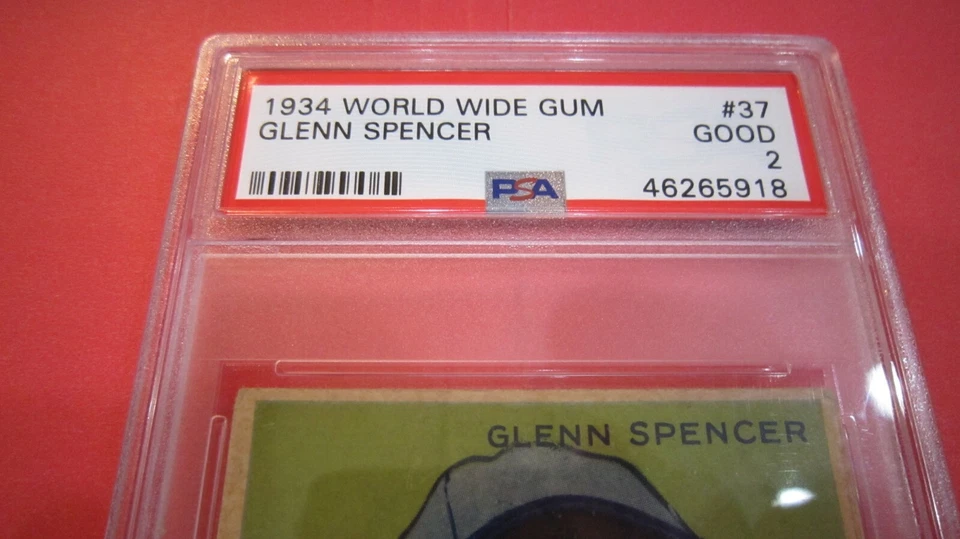 1934 WORLD WIDE GUM #37
GLENN SPENCER GOOD
2
PSA 46265918
GLENN SPENCER